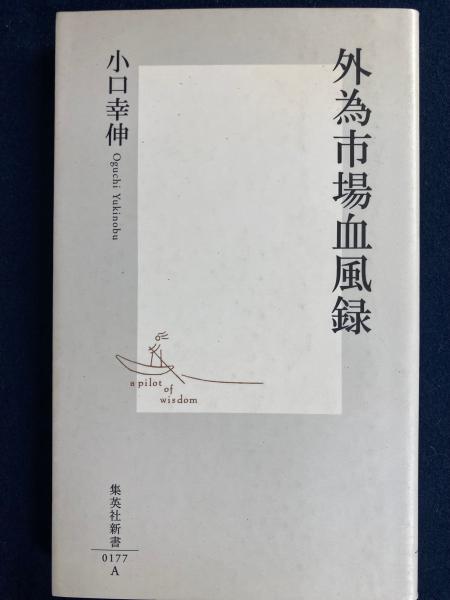 外為市場血風録
小口幸伸
Oguchi Yukinobu
a pilot
of
wisdom
集英社新書
0177
A